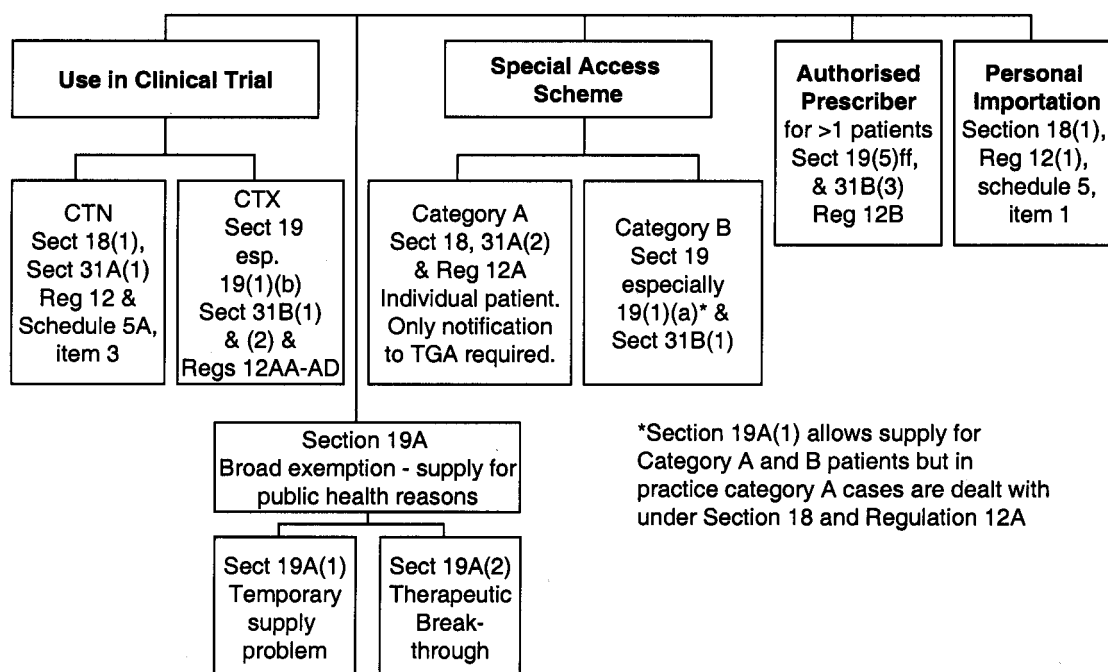 Use in Clinical Trial
Special Access
Scheme
Authorised
Prescriber
for >1 patients
Sect 19(5)ff,
& 31B(3)
Reg 12B
Personal
Importation
Section 18(1),
Reg 12(1),
schedule 5,
item 1
CTN
Sect 18(1),
Sect 31A(1)
Reg 12 &
Schedule 5A,
item 3
CTX
Sect 19
esp.
19(1)(b)
Sect 31B(1)
& (2) &
Regs 12AA-AD
Category A
Sect 18, 31A(2)
& Reg 12A
Individual patient.
Only notification
to TGA required.
Category B
Sect 19
especially
19(1)(a)* &
Sect 31B(1)
Section 19A
Broad exemption - supply for
public health reasons
Sect 19A(1)
Temporary
supply
problem
Sect 19A(2)
Therapeutic
Break-
through
*Section 19A(1) allows supply for
Category A and B patients but in
practice category A cases are dealt with
under Section 18 and Regulation 12A